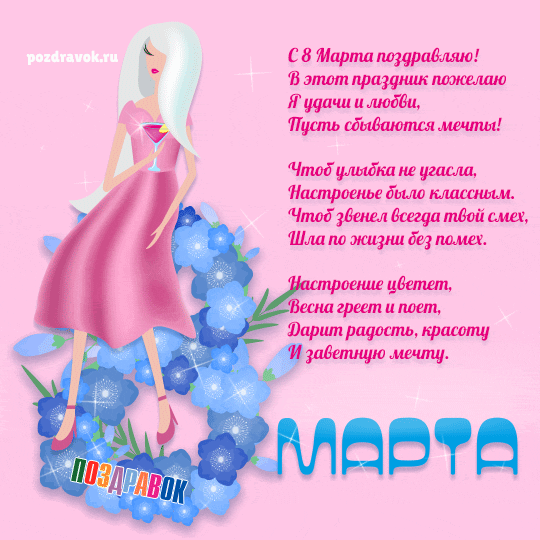 pozdravok.ru
С 8 Марта поздравляю!
В этот праздник пожелаю
Я удачи и любви,
Пусть сбываются мечты!
Чтоб улыбка не угасла,
Настроенье было классным.
Чтоб звенел всегда твой смех,
Шла по жизни без помех.
Настроение цветет,
Весна греет и поет,
Дарит радость, красоту
И заветную мечту.
МАРТА
ПОЗДРАВОК